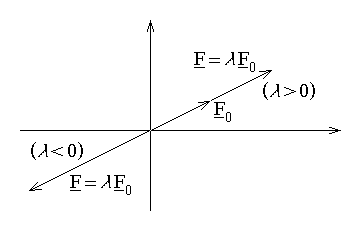 F = λF₀
(λ > 0)
F₀
(λ < 0)
F = λF₀